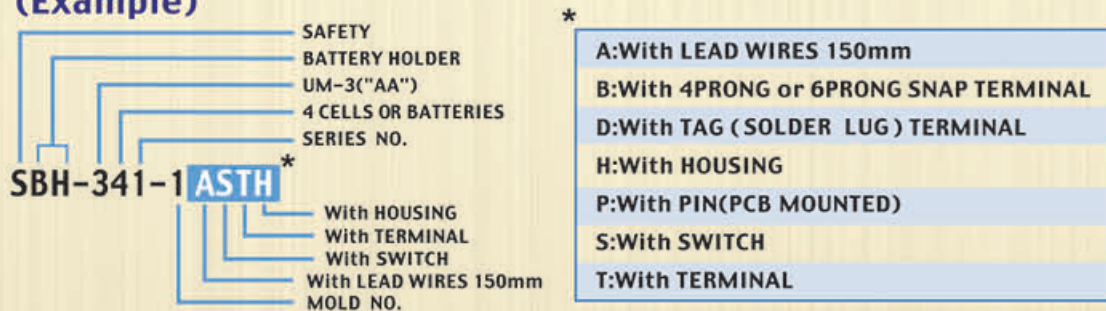 (Example)
SAFETY
BATTERY HOLDER
UM-3("AA")
4 CELLS OR BATTERIES
SERIES NO.
SBH-341-1 ASTH*
With HOUSING
With TERMINAL
With SWITCH
With LEAD WIRES 150mm
MOLD NO.
*
A:With LEAD WIRES 150mm
B:With 4PRONG or 6PRONG SNAP TERMINAL
D:With TAG (SOLDER LUG) TERMINAL
H:With HOUSING
P:With PIN(PCB MOUNTED)
S:With SWITCH
T:With TERMINAL